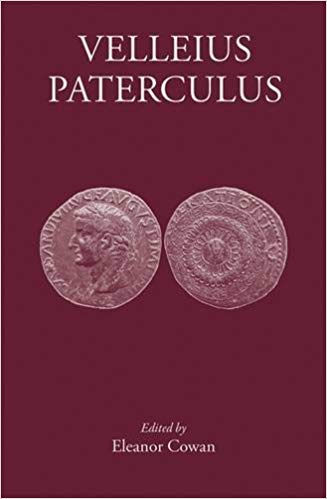 VELLEIUS
PATERCULUS
Edited by
Eleanor Cowan